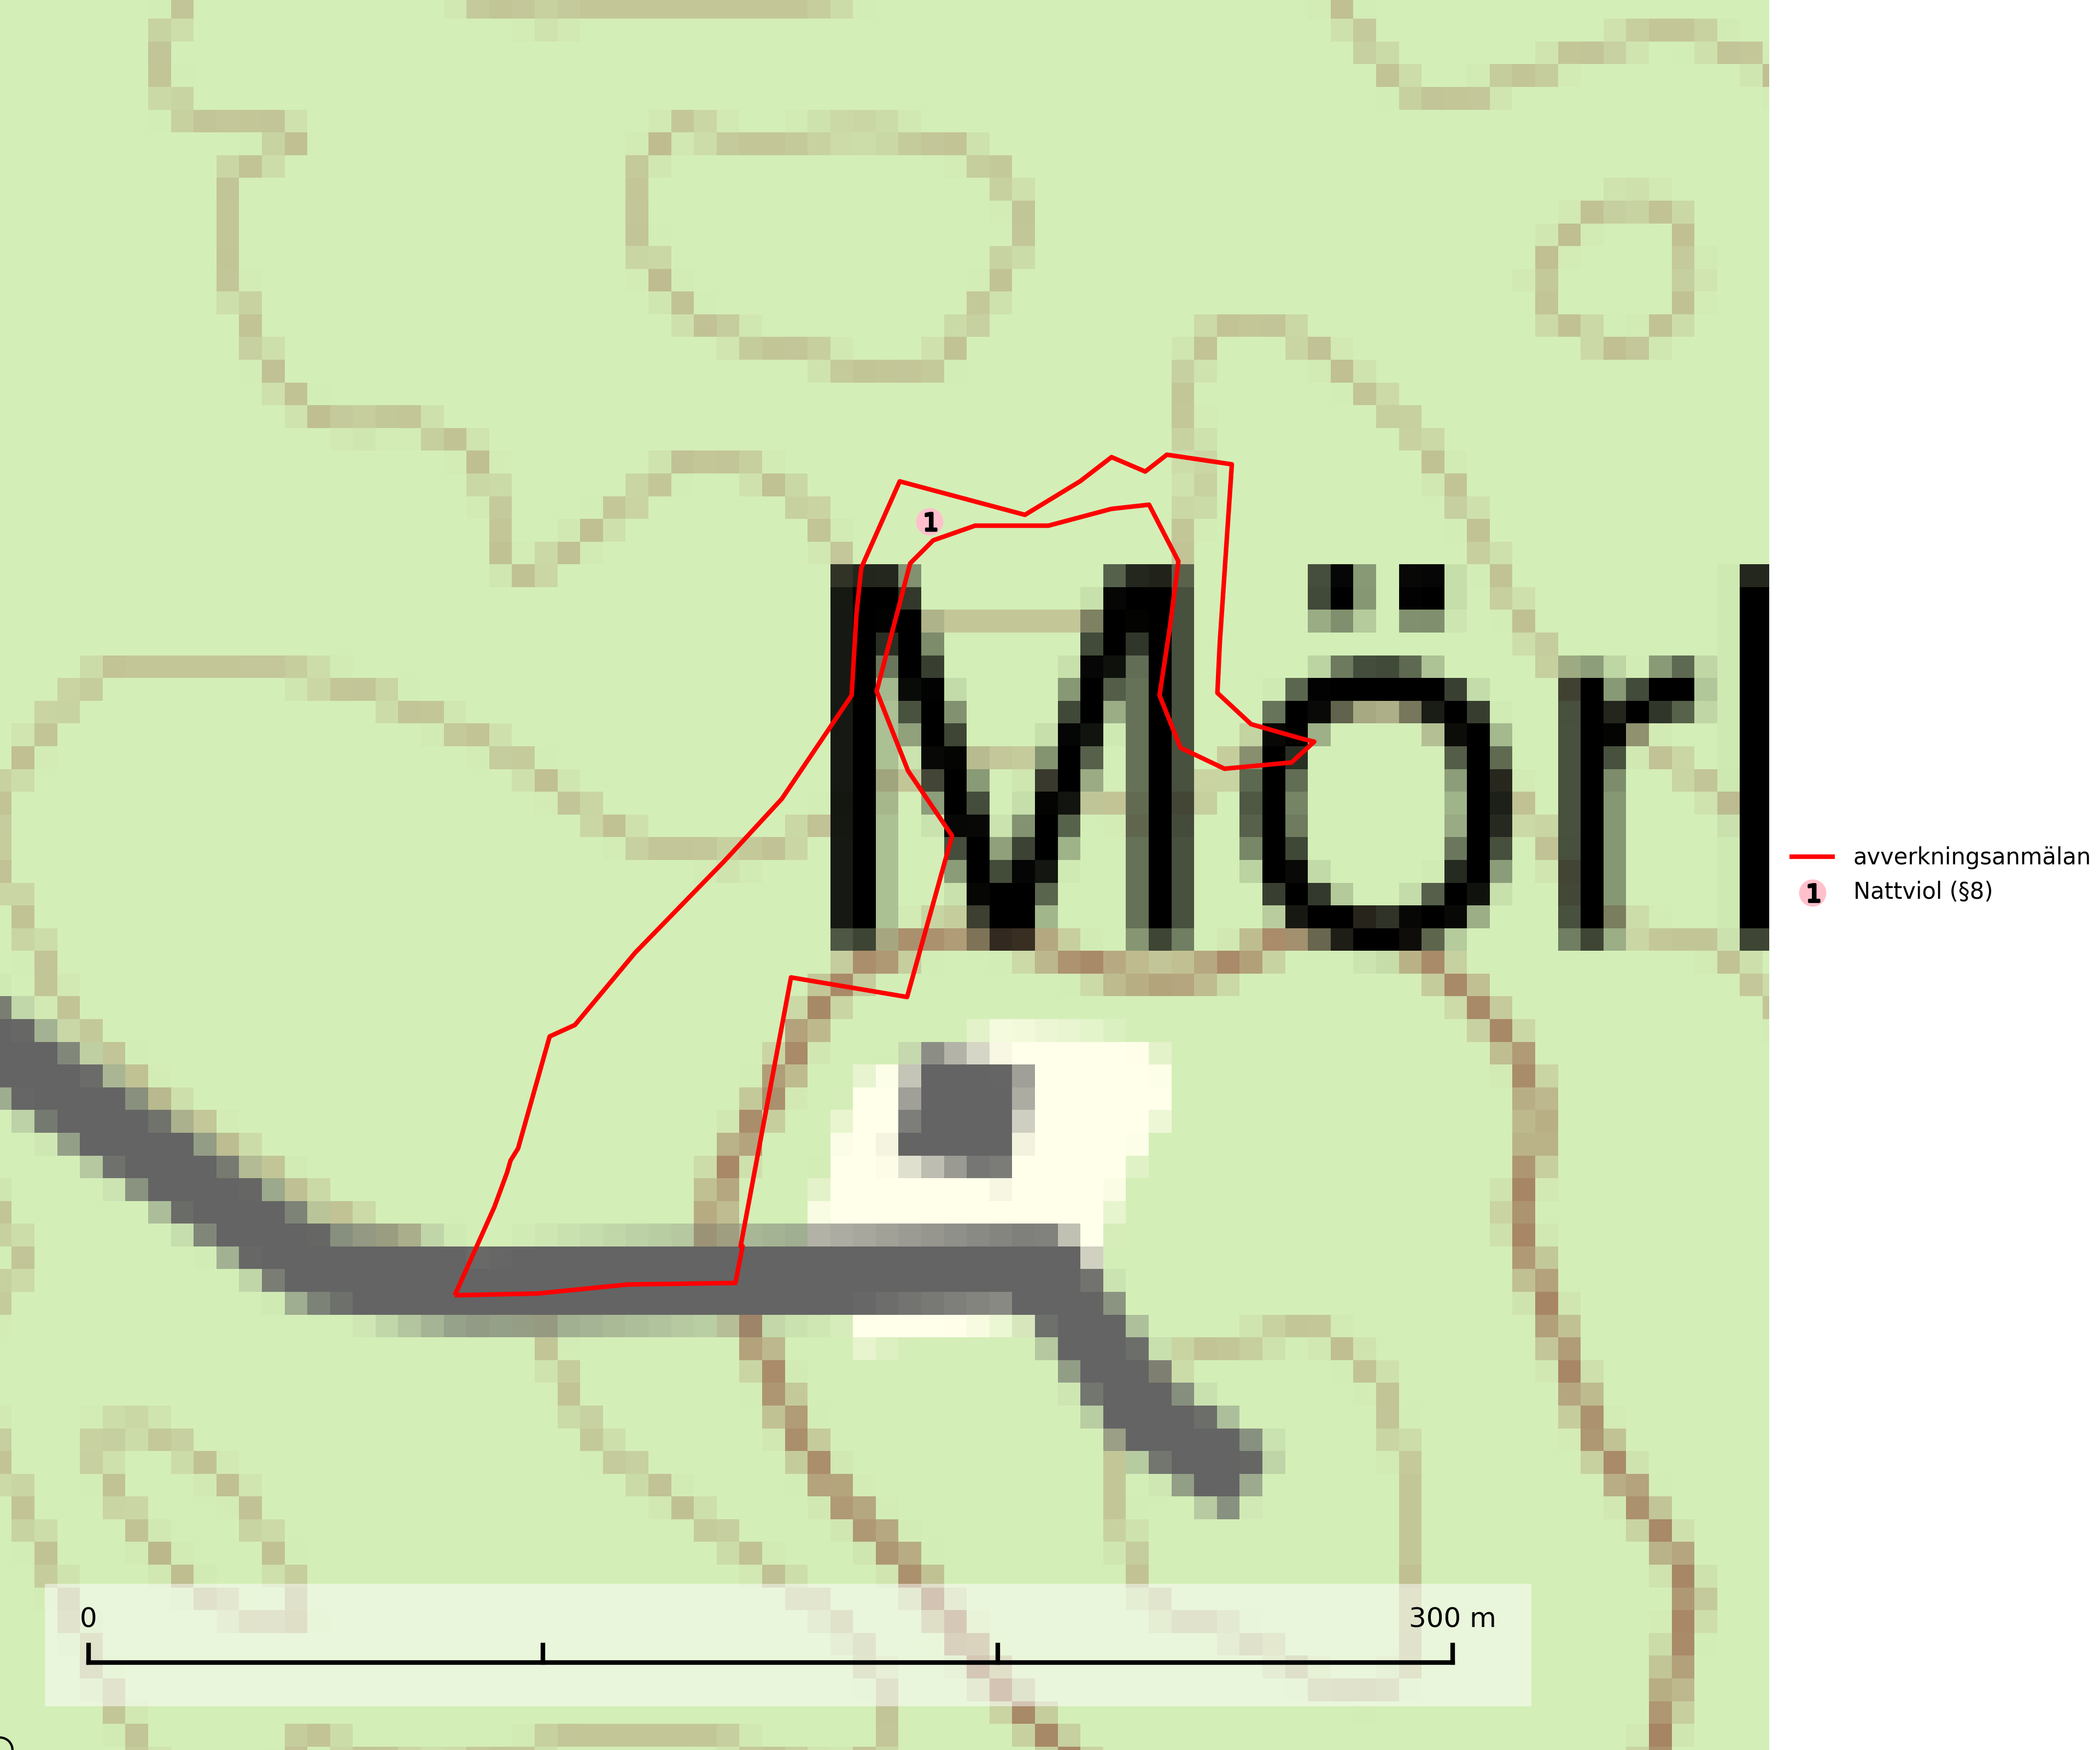 1
Mörl
avverkningsanmälan
1 Nattviol (§8)
0 300 m